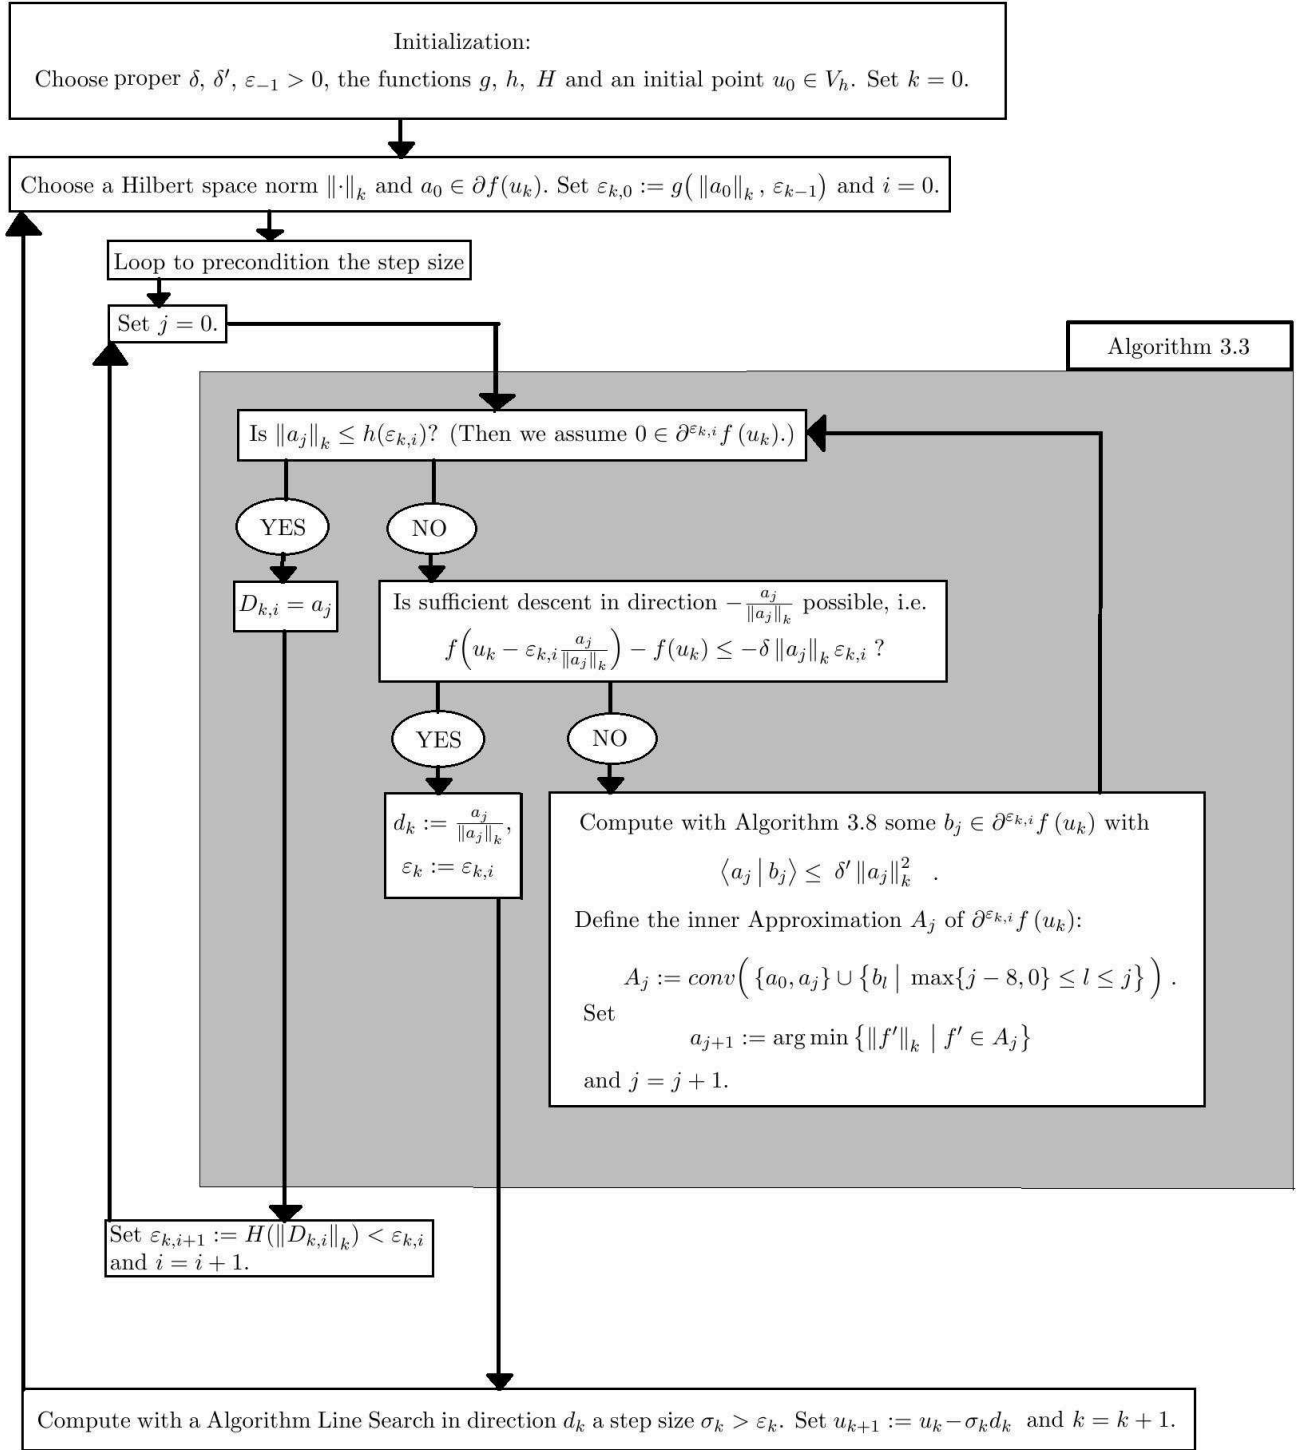 Initialization:
Choose proper δ, δ′, ε₋₁ > 0, the functions g, h, H and an initial point u₀ ∈ V_h. Set k = 0.
Choose a Hilbert space norm ‖·‖_k and a₀ ∈ ∂f(u_k). Set ε_{k,0} := g(‖a₀‖_k, ε_{k−1}) and i = 0.
Loop to precondition the step size
Set j = 0.
Algorithm 3.3
Is ‖a_j‖_k ≤ h(ε_{k,i})? (Then we assume 0 ∈ ∂^{ε_{k,i}} f (u_k).)
YES
NO
D_{k,i} = a_j
Is sufficient descent in direction −\frac{a_j}{‖a_j‖_k} possible, i.e.
f(u_k − ε_{k,i} \frac{a_j}{‖a_j‖_k}) − f(u_k) ≤ −δ ‖a_j‖_k ε_{k,i} ?
YES
NO
d_k := \frac{a_j}{‖a_j‖_k},
ε_k := ε_{k,i}
Compute with Algorithm 3.8 some b_j ∈ ∂^{ε_{k,i}} f (u_k) with
⟨a_j | b_j⟩ ≤ δ′ ‖a_j‖_k^2 .
Define the inner Approximation A_j of ∂^{ε_{k,i}} f (u_k):
A_j := conv( {a₀, a_j} ∪ {b_l | max{j − 8, 0} ≤ l ≤ j} ) .
Set
a_{j+1} := arg min {‖f′‖_k | f′ ∈ A_j}
and j = j + 1.
Set ε_{k,i+1} := H(‖D_{k,i}‖_k) < ε_{k,i}
and i = i + 1.
Compute with a Algorithm Line Search in direction d_k a step size σ_k > ε_k. Set u_{k+1} := u_k − σ_k d_k and k = k + 1.